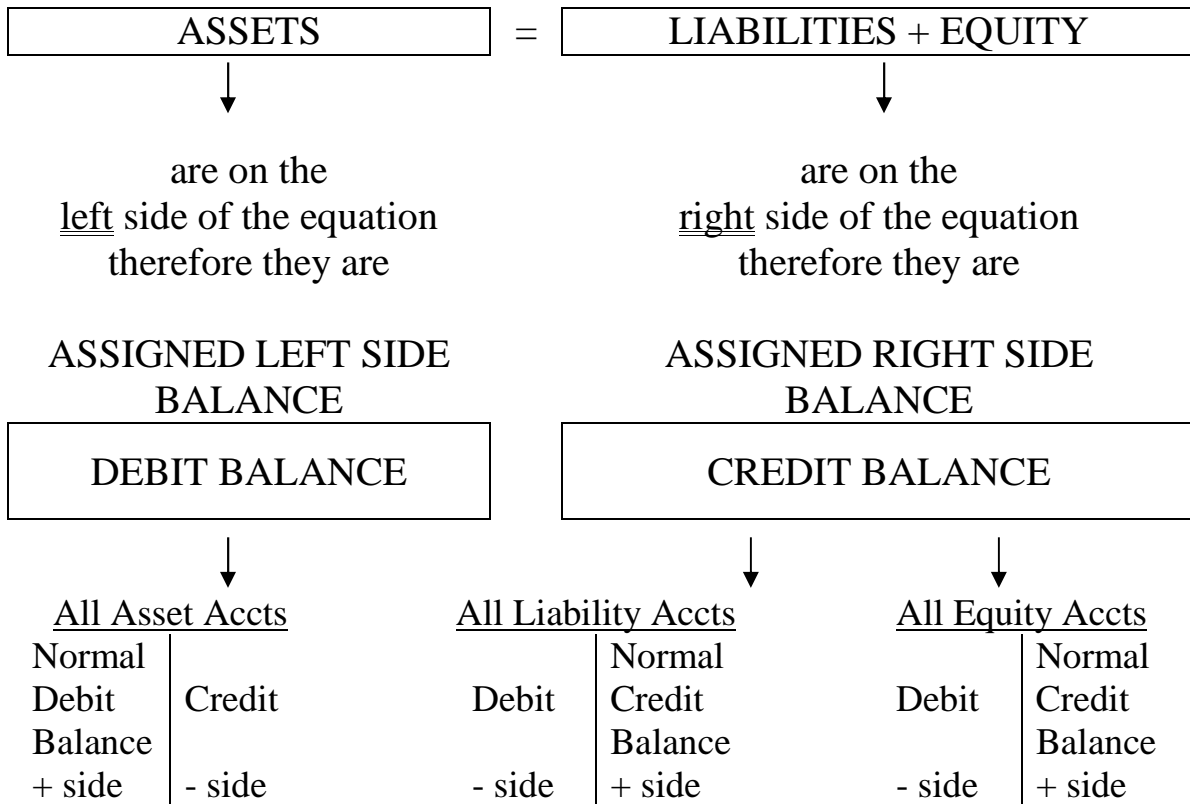 ASSETS = LIABILITIES + EQUITY
are on the are on the
left side of the equation right side of the equation
therefore they are therefore they are
ASSIGNED LEFT SIDE ASSIGNED RIGHT SIDE
BALANCE BALANCE
DEBIT BALANCE CREDIT BALANCE
All Asset Accts All Liability Accts All Equity Accts
Normal Normal Normal
Debit Credit Debit Credit Debit Credit
Balance Balance Balance
+ side - side - side + side - side + side